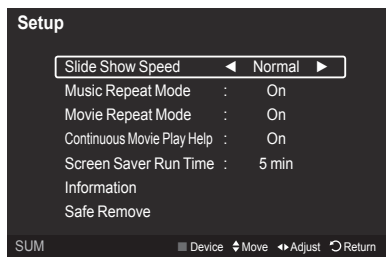 Setup
Slide Show Speed ◄ Normal ►
Music Repeat Mode : On
Movie Repeat Mode : On
Continuous Movie Play Help : On
Screen Saver Run Time : 5 min
Information
Safe Remove
SUM Device Move Adjust Return